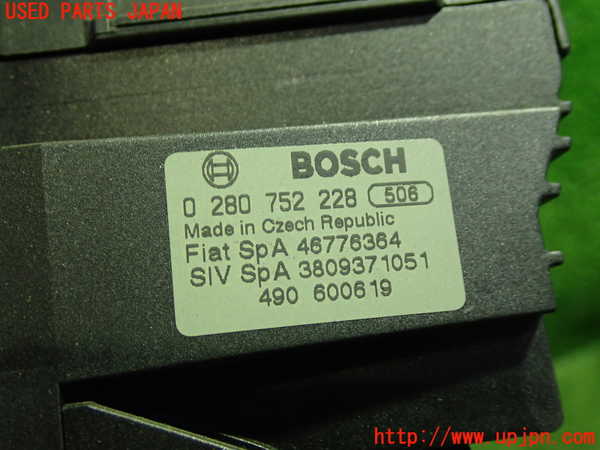 USED PARTS JAPAN
BOSCH
0 280 752 228 506
Made in Czech Republic
Fiat SpA 46776364
SIV SpA 3809371051
490 600619
http://www.upjpn.com/